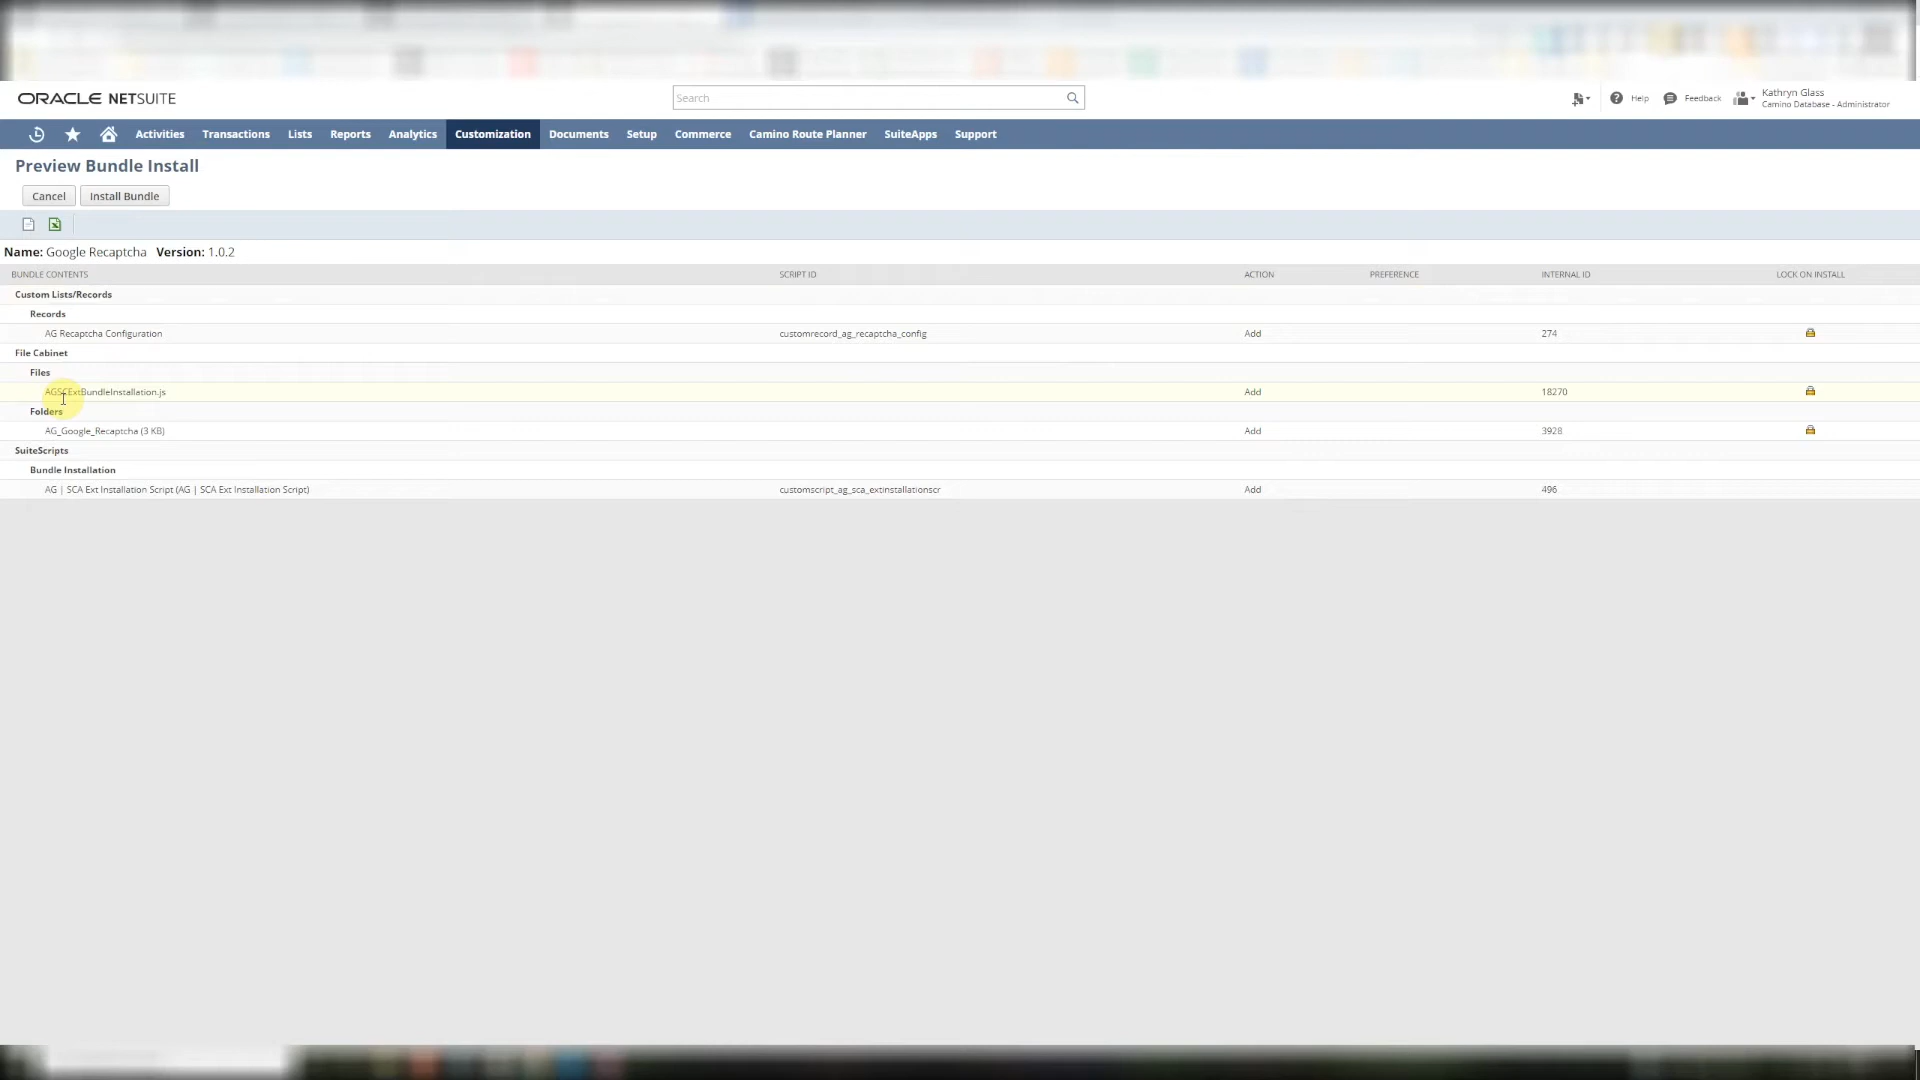 ORACLE NETSUITE
Search
Help
Feedback
Kathryn Glass
Camino Database - Administrator
Activities Transactions Lists Reports Analytics Customization Documents Setup Commerce Camino Route Planner SuiteApps Support
Preview Bundle Install
Cancel Install Bundle
Name: Google Recaptcha Version: 1.0.2
BUNDLE CONTENTS SCRIPT ID ACTION PREFERENCE INTERNAL ID LOCK ON INSTALL
Custom Lists/Records
Records
AG Recaptcha Configuration customrecord_ag_recaptcha_config Add 274
File Cabinet
Files
AGSCExtBundleInstallation.js Add 18270
Folders
AG_Google_Recaptcha (3 KB) Add 3928
SuiteScripts
Bundle Installation
AG | SCA Ext Installation Script (AG | SCA Ext Installation Script) customscript_ag_sca_extinstallationscr Add 496